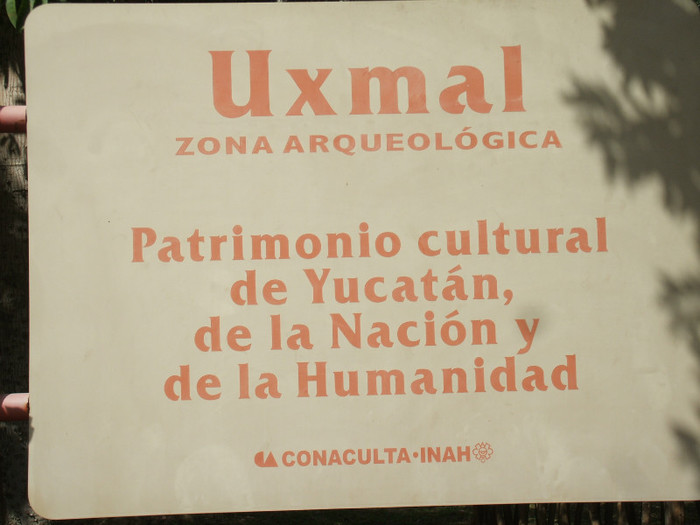 Uxmal
ZONA ARQUEOLÓGICA
Patrimonio cultural
de Yucatán,
de la Nación y
de la Humanidad
CONACULTA•INAH